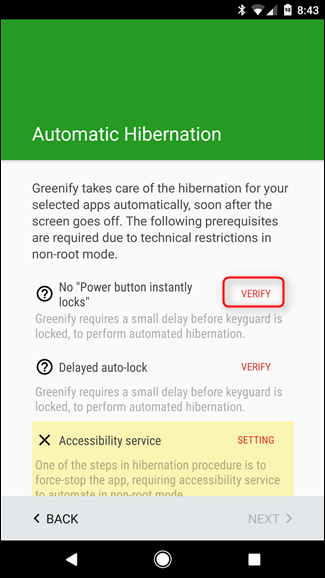 8:43
Automatic Hibernation
Greenify takes care of the hibernation for your
selected apps automatically, soon after the
screen goes off. The following prerequisites
are required due to technical restrictions in
non-root mode.
No "Power button instantly
locks"
VERIFY
Greenify requires a small delay before keyguard is
locked, to perform automated hibernation.
Delayed auto-lock
VERIFY
Greenify requires a small delay before keyguard is
locked, to perform automated hibernation.
Accessibility service
SETTING
One of the steps in hibernation procedure is to
force-stop the app, requiring accessibility service
to automate in non-root mode
BACK
NEXT